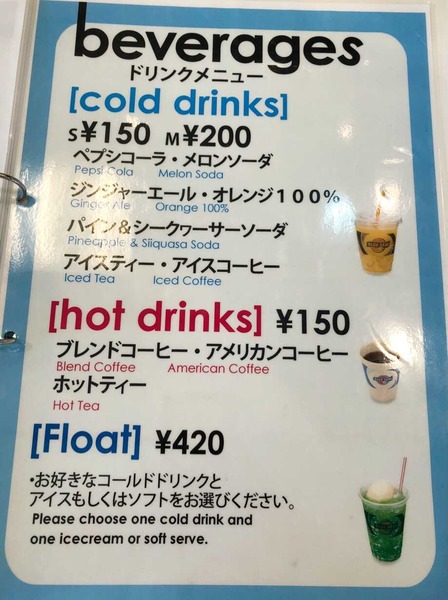 beverages
ドリンクメニュー
[cold drinks]
S ¥150 M ¥200
ペプシコーラ・メロンソーダ
Pepsi Cola Melon Soda
ジンジャーエール・オレンジ100%
Ginger Ale Orange 100%
パイン&シークヮーサーソーダ
Pineapple & Siiquasa Soda
アイスティー・アイスコーヒー
Iced Tea Iced Coffee
[hot drinks] ¥150
ブレンドコーヒー・アメリカンコーヒー
Blend Coffee American Coffee
ホットティー
Hot Tea
[Float] ¥420
・お好きなコールドドリンクと
アイスもしくはソフトをお選びください。
Please choose one cold drink and
one icecream or soft serve.